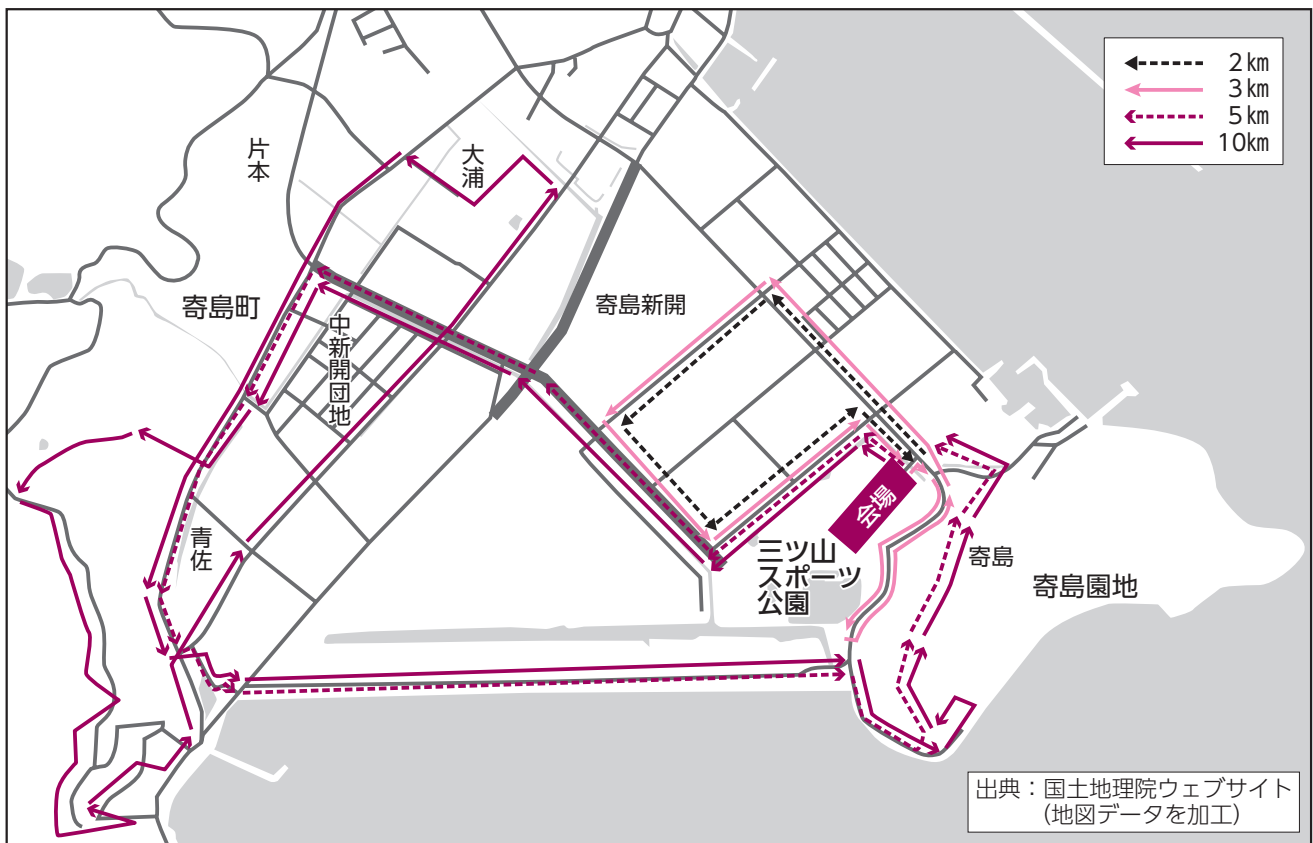 2km
3km
5km
10km
片本
大浦
寄島町
寄島新開
中新開団地
会場
青佐
三ツ山
スポーツ
公園
寄島
寄島園地
出典：国土地理院ウェブサイト
（地図データを加工）